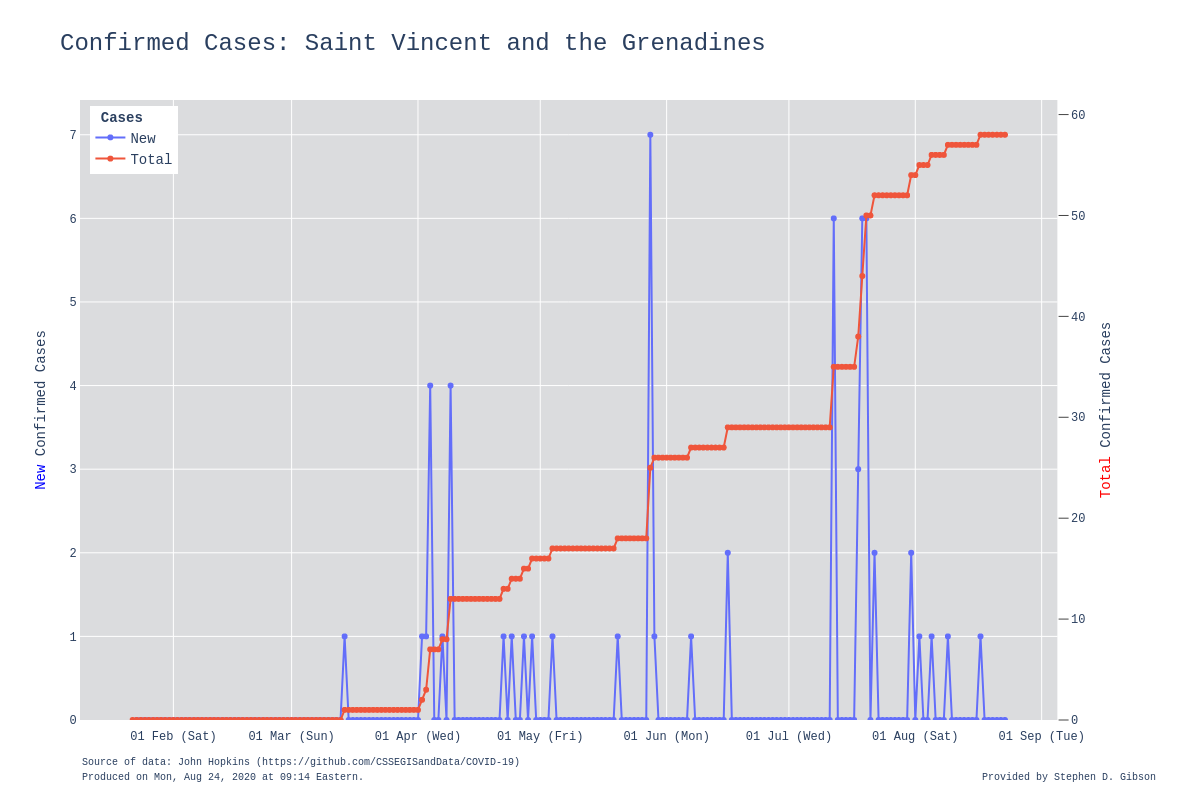 Confirmed Cases: Saint Vincent and the Grenadines
Cases
New
Total
7
6
5
4
3
2
1
0
New Confirmed Cases
60
50
40
30
20
10
0
Total Confirmed Cases
01 Feb (Sat) 01 Mar (Sun) 01 Apr (Wed) 01 May (Fri) 01 Jun (Mon) 01 Jul (Wed) 01 Aug (Sat) 01 Sep (Tue)
Source of data: John Hopkins (https://github.com/CSSEGISandData/COVID-19)
Produced on Mon, Aug 24, 2020 at 09:14 Eastern.
Provided by Stephen D. Gibson